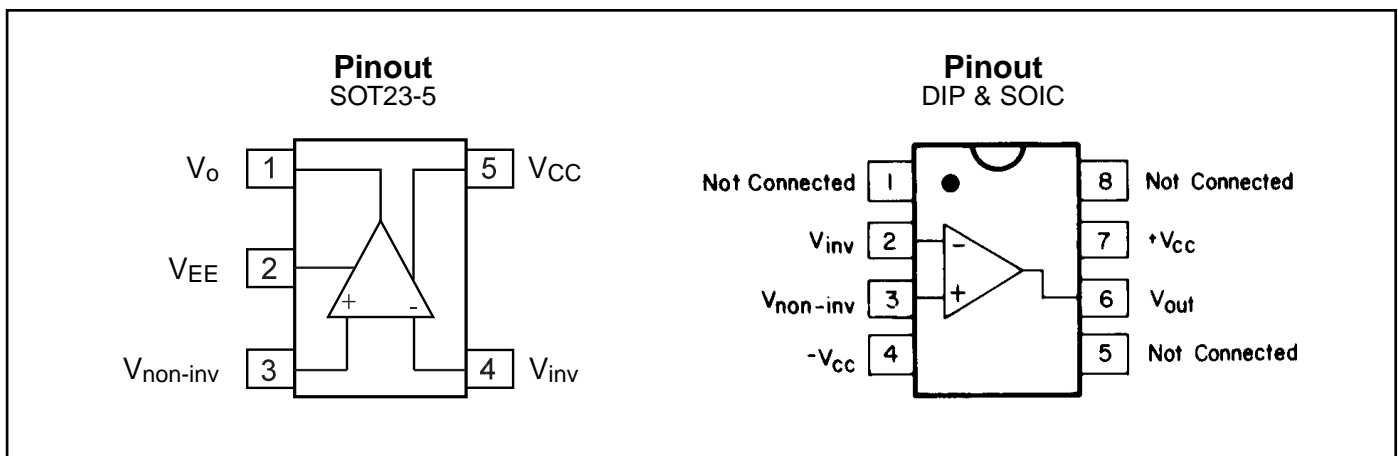 Pinout
SOT23-5
Vo 1
5 VCC
VEE 2
+ -
Vnon-inv 3
4 Vinv
Pinout
DIP & SOIC
Not Connected 1
8 Not Connected
Vinv 2 -
7 +Vcc
Vnon-inv 3 +
6 Vout
-Vcc 4
5 Not Connected